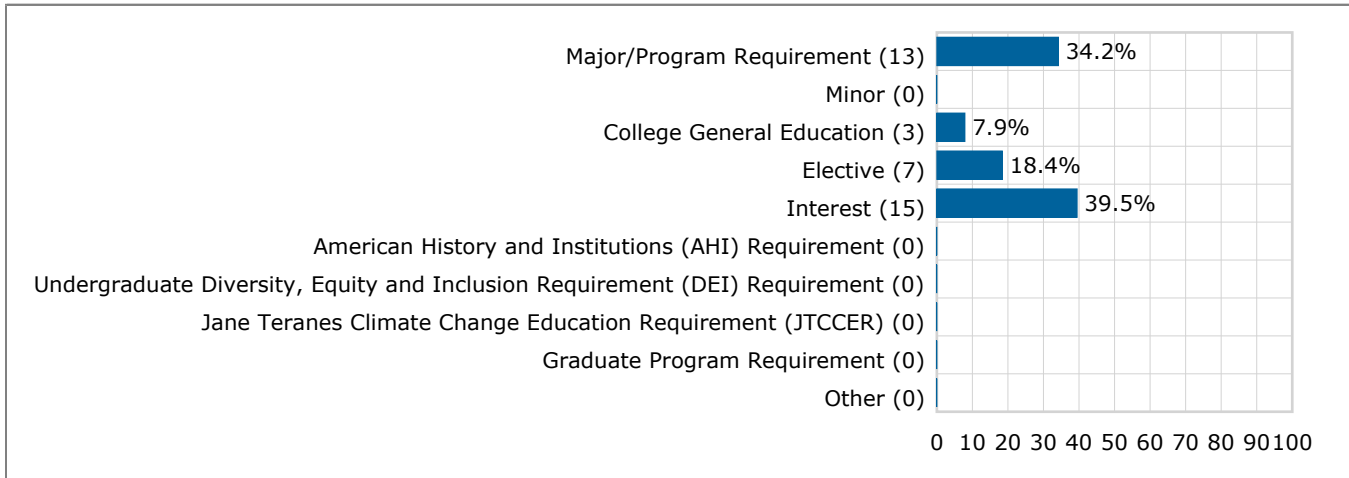 Major/Program Requirement (13) 34.2%
Minor (0)
College General Education (3) 7.9%
Elective (7) 18.4%
Interest (15) 39.5%
American History and Institutions (AHI) Requirement (0)
Undergraduate Diversity, Equity and Inclusion Requirement (DEI) Requirement (0)
Jane Teranes Climate Change Education Requirement (JTCCER) (0)
Graduate Program Requirement (0)
Other (0)
0 10 20 30 40 50 60 70 80 90 100